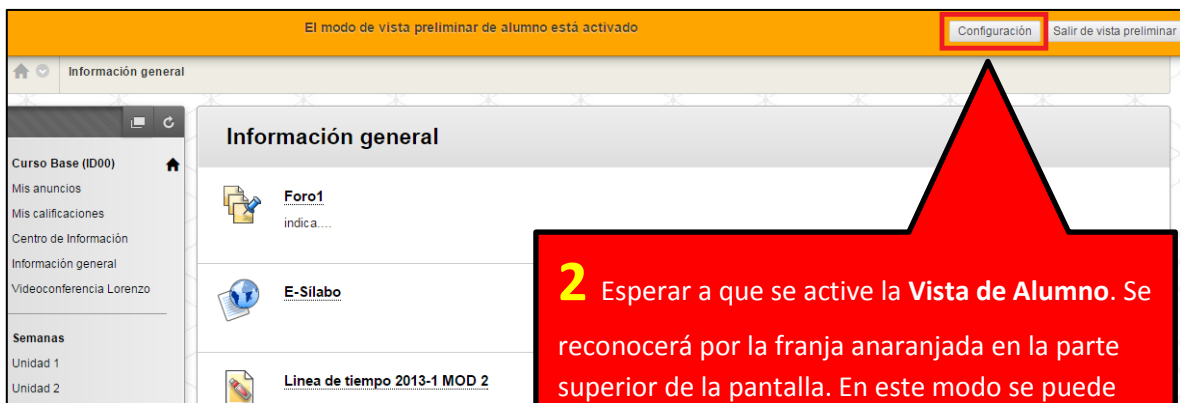 El modo de vista preliminar de alumno está activado
Configuración
Salir de vista preliminar
Información general
Información general
Curso Base (ID00)
Mis anuncios
Mis calificaciones
Centro de Información
Información general
Videoconferencia Lorenzo
Semanas
Unidad 1
Unidad 2
Foro1
indica....
E-Sílabo
Linea de tiempo 2013-1 MOD 2
2 Esperar a que se active la Vista de Alumno. Se
reconocerá por la franja anaranjada en la parte
superior de la pantalla. En este modo se puede